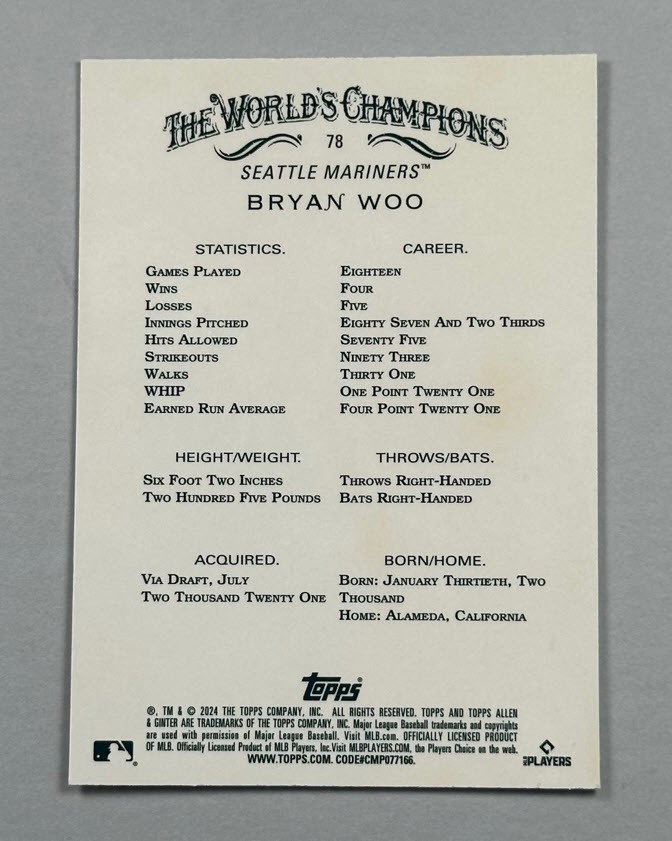 THE WORLD'S CHAMPIONS
78
SEATTLE MARINERS™
BRYAN WOO
STATISTICS. CAREER.
GAMES PLAYED EIGHTEEN
WINS FOUR
LOSSES FIVE
INNINGS PITCHED EIGHTY SEVEN AND TWO THIRDS
HITS ALLOWED SEVENTY FIVE
STRIKEOUTS NINETY THREE
WALKS THIRTY ONE
WHIP ONE POINT TWENTY ONE
EARNED RUN AVERAGE FOUR POINT TWENTY ONE
HEIGHT/WEIGHT. THROWS/BATS.
SIX FOOT TWO INCHES THROWS RIGHT-HANDED
TWO HUNDRED FIVE POUNDS BATS RIGHT-HANDED
ACQUIRED. BORN/HOME.
VIA DRAFT, JULY BORN: JANUARY THIRTIETH, TWO
TWO THOUSAND TWENTY ONE THOUSAND
HOME: ALAMEDA, CALIFORNIA
topps®
®, TM & © 2024 THE TOPPS COMPANY, INC. ALL RIGHTS RESERVED. TOPPS AND TOPPS ALLEN
& GINTER ARE TRADEMARKS OF THE TOPPS COMPANY, INC. Major League Baseball trademarks and copyrights
are used with permission of Major League Baseball. Visit MLB.com. OFFICIALLY LICENSED PRODUCT
OF MLB. Officially Licensed Product of MLB Players, Inc.Visit MLBPLAYERS.COM, the Players Choice on the web.
WWW.TOPPS.COM. CODE#CMP077166.
MLB PLAYERS